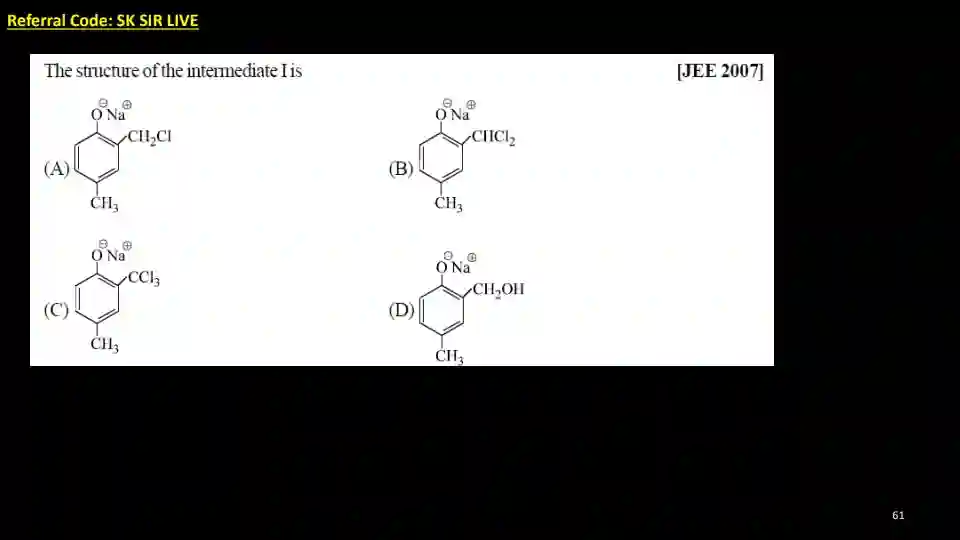 Referral Code: SK SIR LIVE
The structure of the intermediate I is [JEE 2007]
(A) O⊖ Na⊕ CH₂Cl CH₃
(B) O⊖ Na⊕ CHCl₂ CH₃
(C) O⊖ Na⊕ CCl₃ CH₃
(D) O⊖ Na⊕ CH₂OH CH₃
61